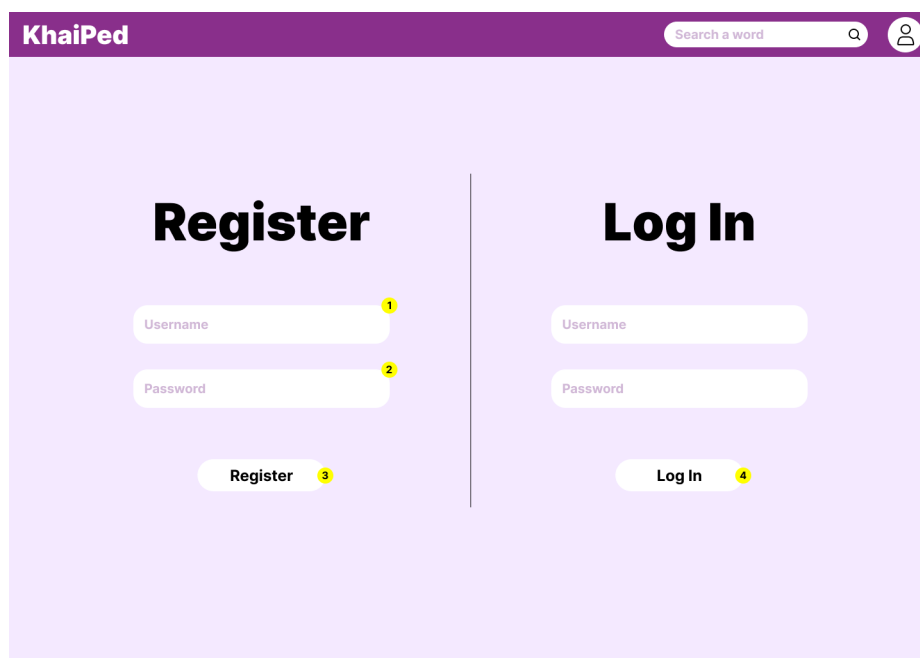 KhaiPed
Search a word
Register
1
Username
2
Password
Register
3
Log In
Username
Password
Log In
4